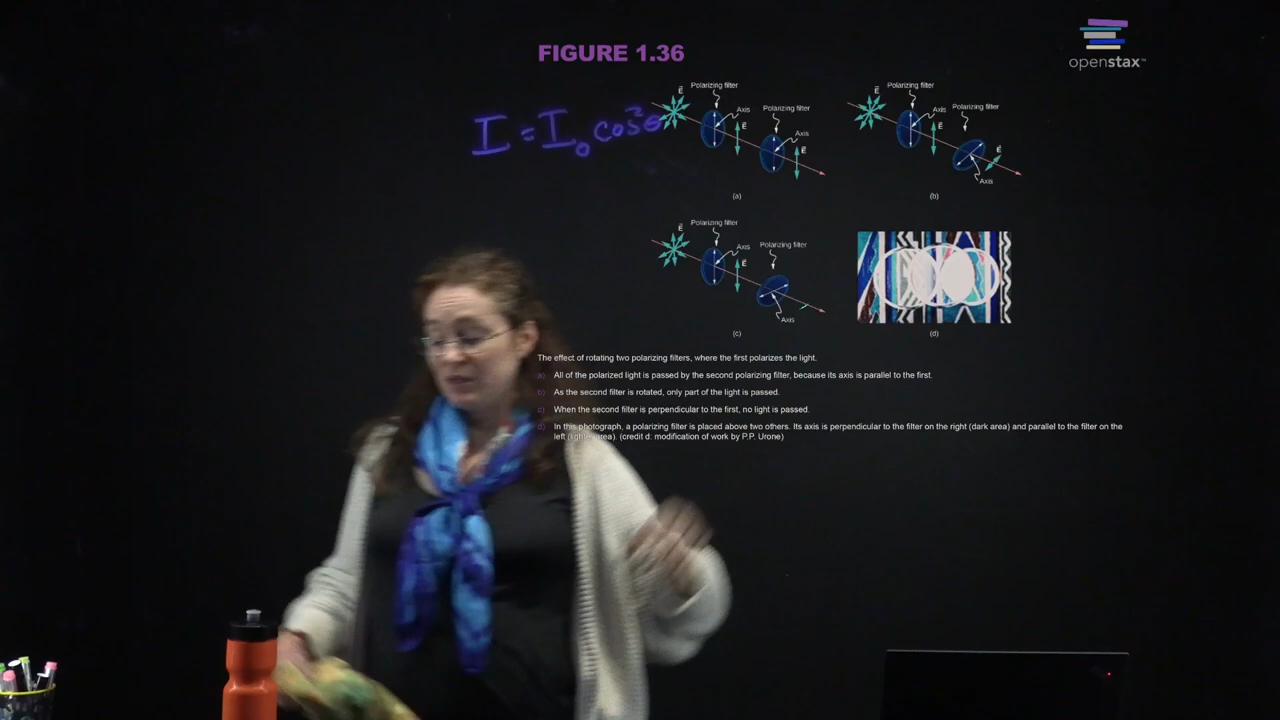 FIGURE 1.36
openstax™
I = I₀ cos²θ
E Polarizing filter
Axis
E
Polarizing filter
Axis
E
(a)
E Polarizing filter
Axis
E
Polarizing filter
E
Axis
(b)
E Polarizing filter
Axis
E
Polarizing filter
Axis
(c)
(d)
The effect of rotating two polarizing filters, where the first polarizes the light.
a) All of the polarized light is passed by the second polarizing filter, because its axis is parallel to the first.
b) As the second filter is rotated, only part of the light is passed.
c) When the second filter is perpendicular to the first, no light is passed.
d) In this photograph, a polarizing filter is placed above two others. Its axis is perpendicular to the filter on the right (dark area) and parallel to the filter on the
left (lighter area). (credit d: modification of work by P.P. Urone)